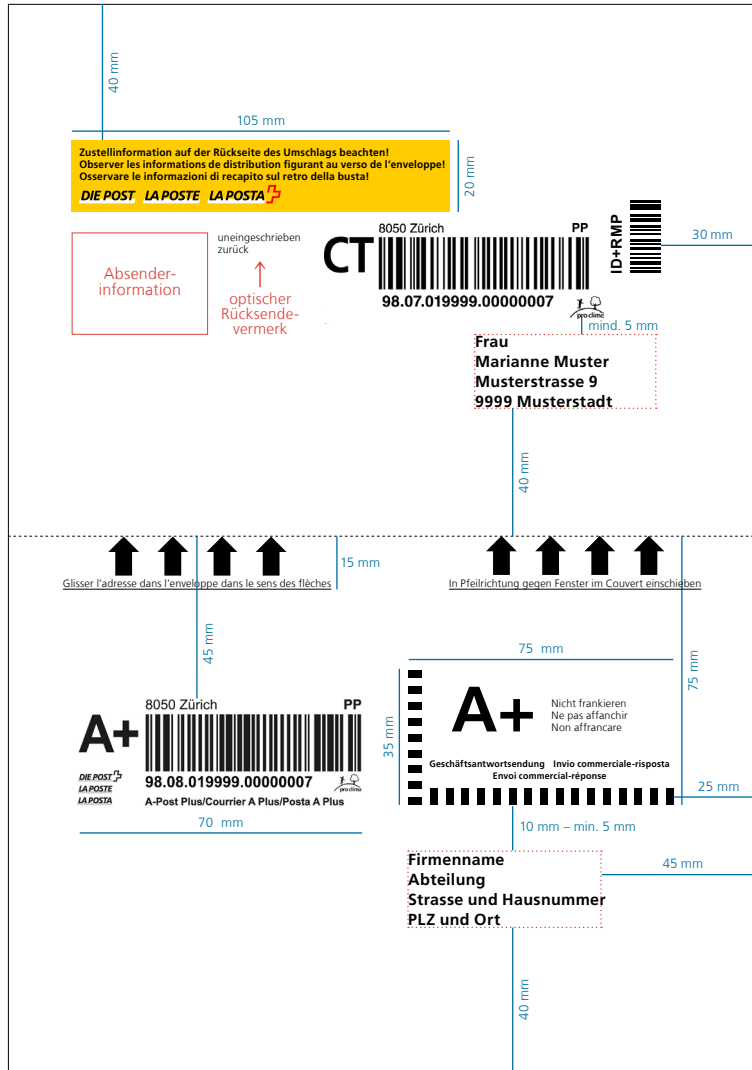 40 mm
105 mm
Zustellinformation auf der Rückseite des Umschlags beachten!
Observer les informations de distribution figurant au verso de l'enveloppe!
Osservare le informazioni di recapito sul retro della busta!
DIE POST LA POSTE LA POSTA
20 mm
Absender-
information
uneingeschrieben
zurück
optischer
Rücksende-
vermerk
CT
8050 Zürich PP
98.07.019999.00000007
pro clima
ID+RMP
30 mm
mind. 5 mm
Frau
Marianne Muster
Musterstrasse 9
9999 Musterstadt
40 mm
15 mm
Glisser l'adresse dans l'enveloppe dans le sens des flèches
In Pfeilrichtung gegen Fenster im Couvert einschieben
45 mm
75 mm
75 mm
35 mm
8050 Zürich PP
A+
DIE POST
LA POSTE
LA POSTA
98.08.019999.00000007
pro clima
A-Post Plus/Courrier A Plus/Posta A Plus
70 mm
A+
Nicht frankieren
Ne pas affanchir
Non affrancare
Geschäftsantwortsendung Invio commerciale-risposta
Envoi commercial-réponse
25 mm
10 mm – min. 5 mm
Firmenname
Abteilung
Strasse und Hausnummer
PLZ und Ort
45 mm
40 mm